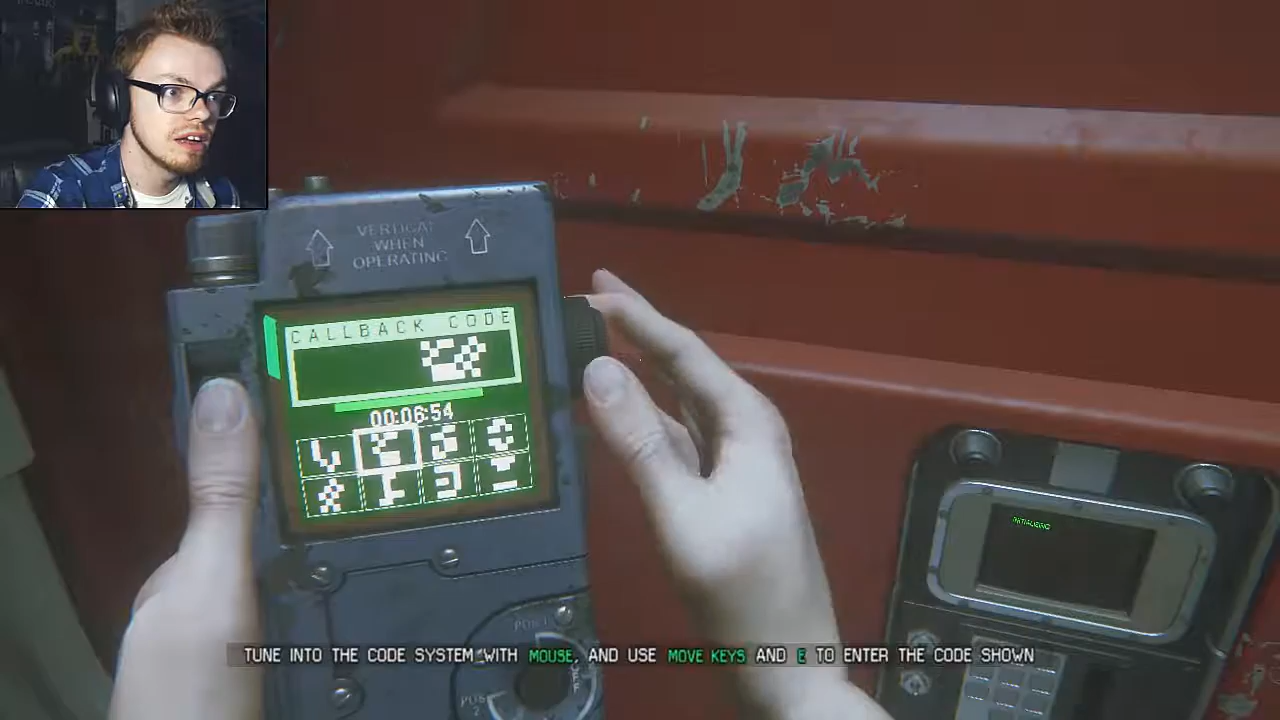 VERTICAL
WHEN
OPERATING
CALLBACK CODE
00:06:54
TUNE INTO THE CODE SYSTEM WITH MOUSE, AND USE MOVE KEYS AND E TO ENTER THE CODE SHOWN